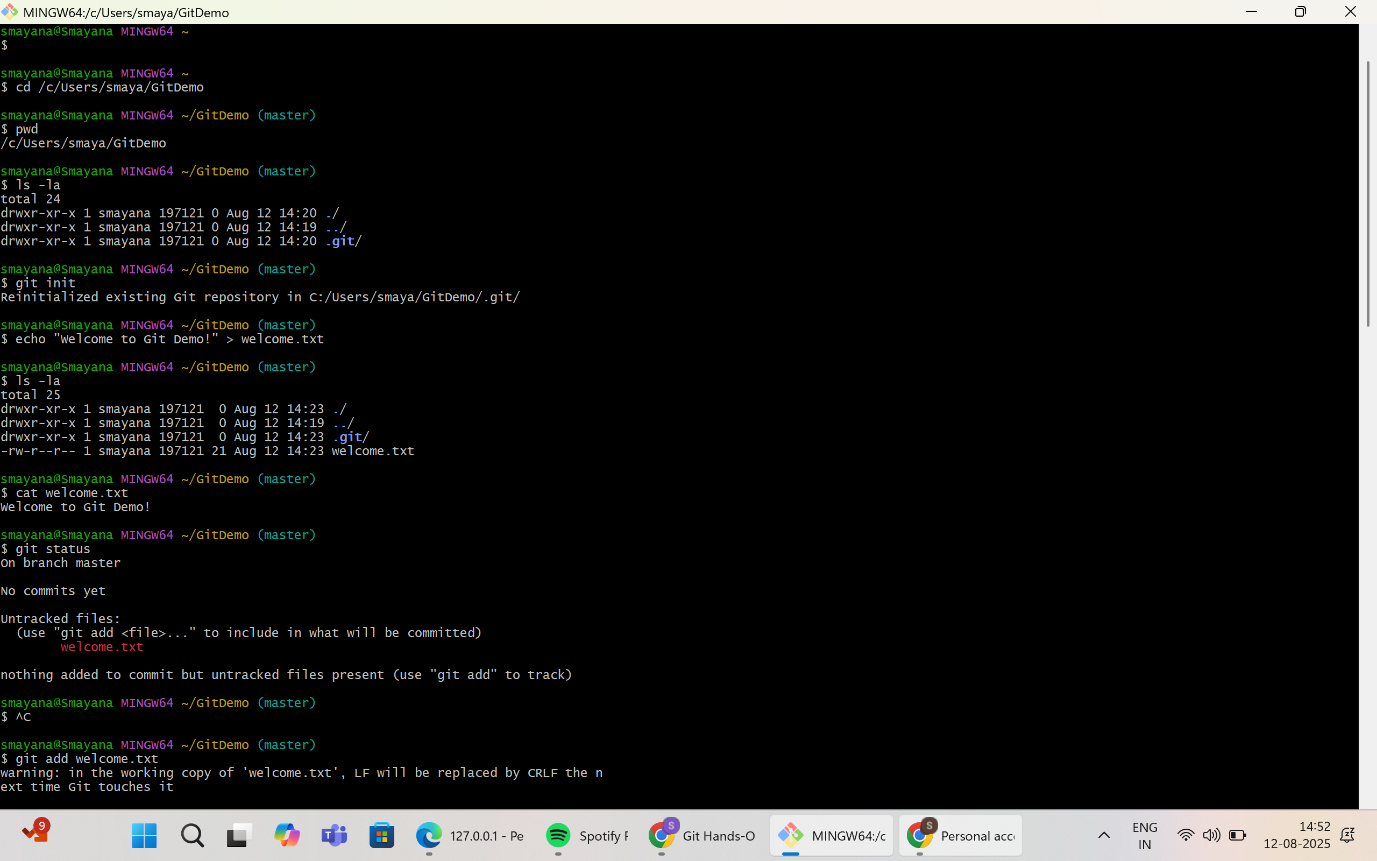 MINGW64:/c/Users/smaya/GitDemo
smayana@Smayana MINGW64 ~
$
smayana@Smayana MINGW64 ~
$ cd /c/Users/smaya/GitDemo
smayana@Smayana MINGW64 ~/GitDemo (master)
$ pwd
/c/Users/smaya/GitDemo
smayana@Smayana MINGW64 ~/GitDemo (master)
$ ls -la
total 24
drwxr-xr-x 1 smayana 197121 0 Aug 12 14:20 ./
drwxr-xr-x 1 smayana 197121 0 Aug 12 14:19 ../
drwxr-xr-x 1 smayana 197121 0 Aug 12 14:20 .git/
smayana@Smayana MINGW64 ~/GitDemo (master)
$ git init
Reinitialized existing Git repository in C:/Users/smaya/GitDemo/.git/
smayana@Smayana MINGW64 ~/GitDemo (master)
$ echo "Welcome to Git Demo!" > welcome.txt
smayana@Smayana MINGW64 ~/GitDemo (master)
$ ls -la
total 25
drwxr-xr-x 1 smayana 197121  0 Aug 12 14:23 ./
drwxr-xr-x 1 smayana 197121  0 Aug 12 14:19 ../
drwxr-xr-x 1 smayana 197121  0 Aug 12 14:23 .git/
-rw-r--r-- 1 smayana 197121 21 Aug 12 14:23 welcome.txt
smayana@Smayana MINGW64 ~/GitDemo (master)
$ cat welcome.txt
Welcome to Git Demo!
smayana@Smayana MINGW64 ~/GitDemo (master)
$ git status
On branch master
No commits yet
Untracked files:
(use "git add <file>..." to include in what will be committed)
welcome.txt
nothing added to commit but untracked files present (use "git add" to track)
smayana@Smayana MINGW64 ~/GitDemo (master)
$ ^C
smayana@Smayana MINGW64 ~/GitDemo (master)
$ git add welcome.txt
warning: in the working copy of 'welcome.txt', LF will be replaced by CRLF the n
ext time Git touches it
9
127.0.0.1 - Pe
Spotify F
S
Git Hands-O
MINGW64:/c
S
Personal acc
ENG
IN
14:52
12-08-2025